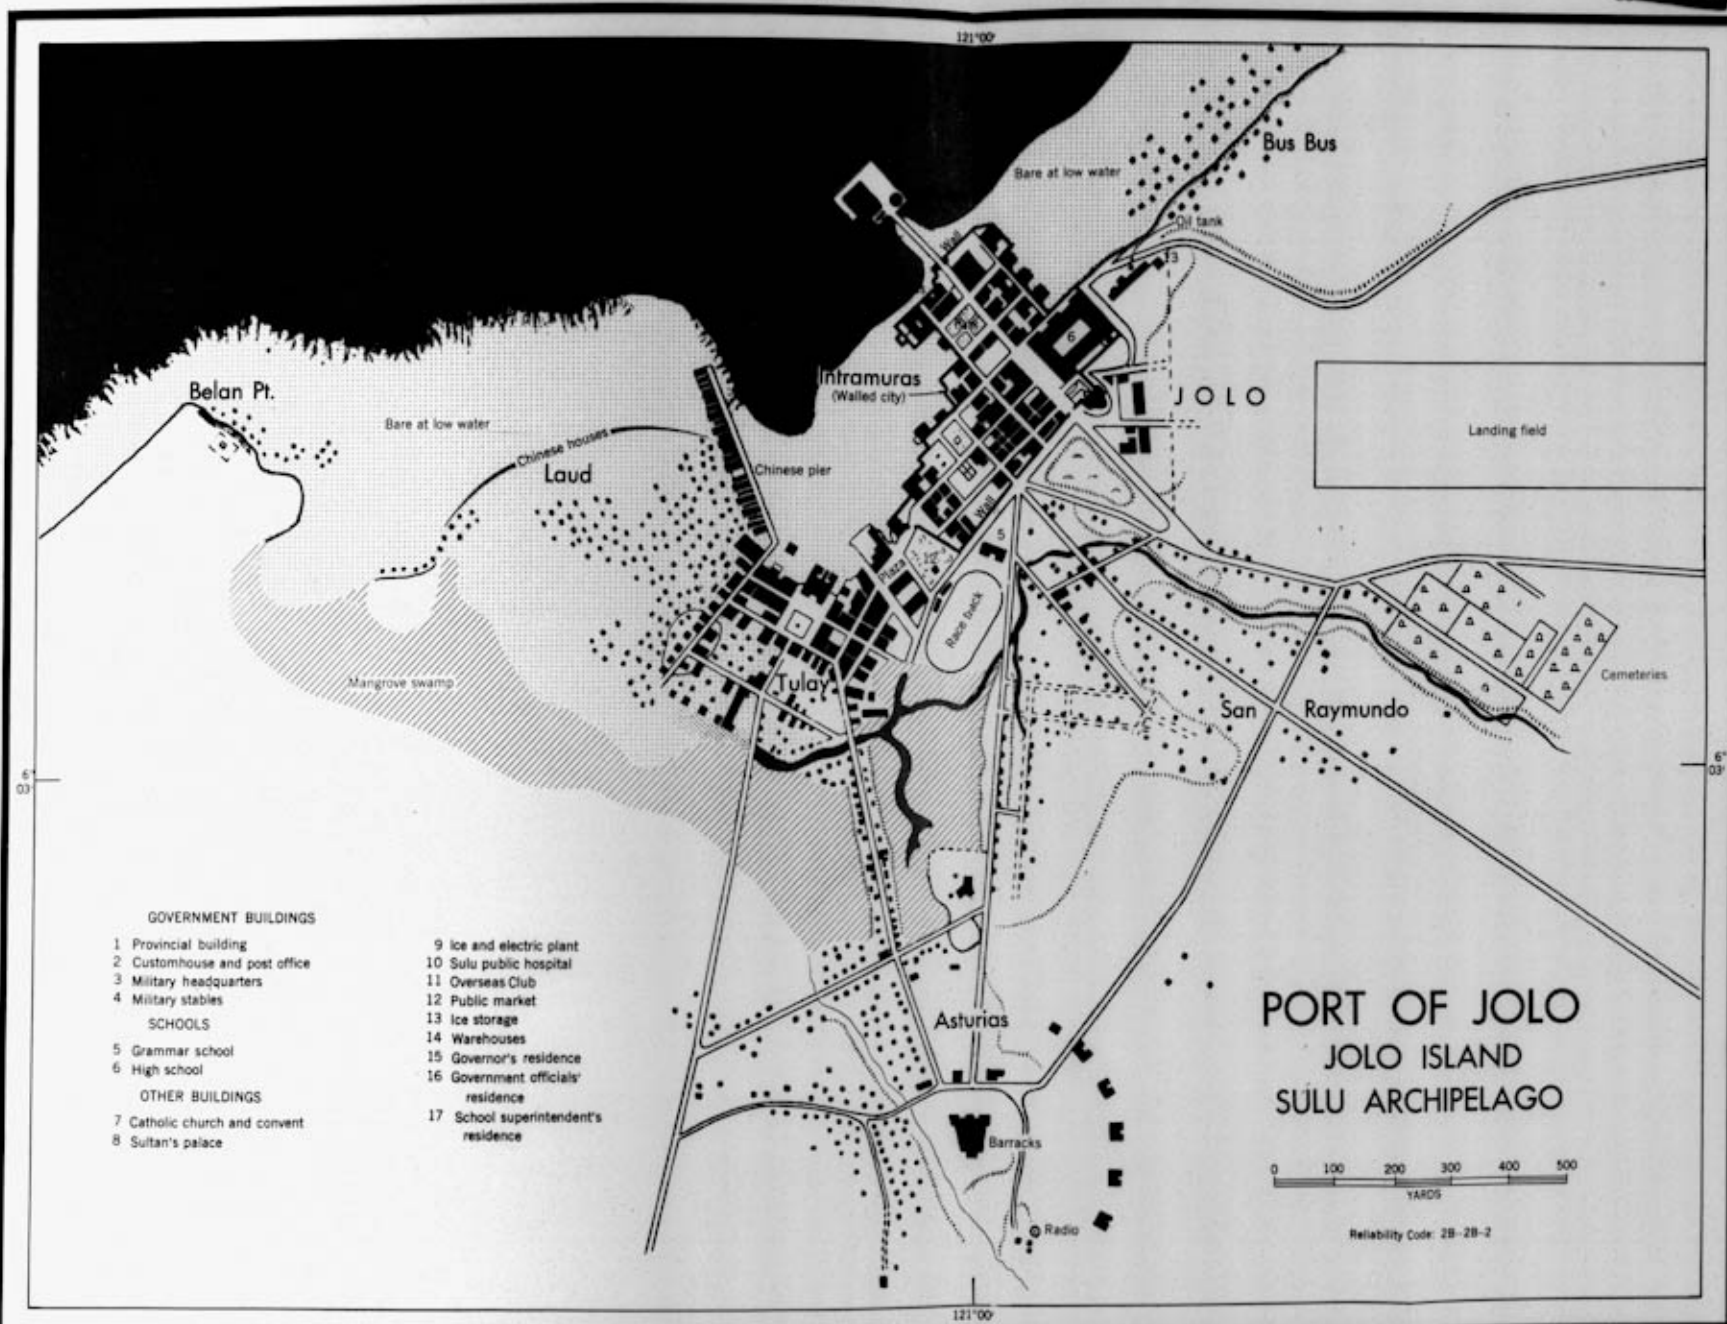 121°00'
Bus Bus
Bare at low water
Oil tank
Wall
13
6
Belan Pt.
Intramuras
(Walled city)
JOLO
Bare at low water
Chinese houses
Laud
Chinese pier
Landing field
Wall
5
Plaza
Race back
Mangrove swamp
Tulay
Cemeteries
San Raymundo
6°
03'
6°
03'
GOVERNMENT BUILDINGS
1 Provincial building
2 Customhouse and post office
3 Military headquarters
4 Military stables
SCHOOLS
5 Grammar school
6 High school
OTHER BUILDINGS
7 Catholic church and convent
8 Sultan's palace
9 Ice and electric plant
10 Sulu public hospital
11 Overseas Club
12 Public market
13 Ice storage
14 Warehouses
15 Governor's residence
16 Government officials'
residence
17 School superintendent's
residence
Asturias
Barracks
Radio
PORT OF JOLO
JOLO ISLAND
SULU ARCHIPELAGO
0 100 200 300 400 500
YARDS
Reliability Code: 2B-2B-2
121°00'